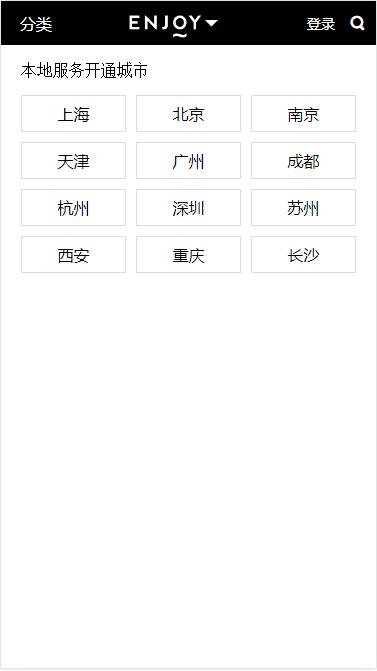 分类 ENJOY 登录
本地服务开通城市
上海 北京 南京
天津 广州 成都
杭州 深圳 苏州
西安 重庆 长沙